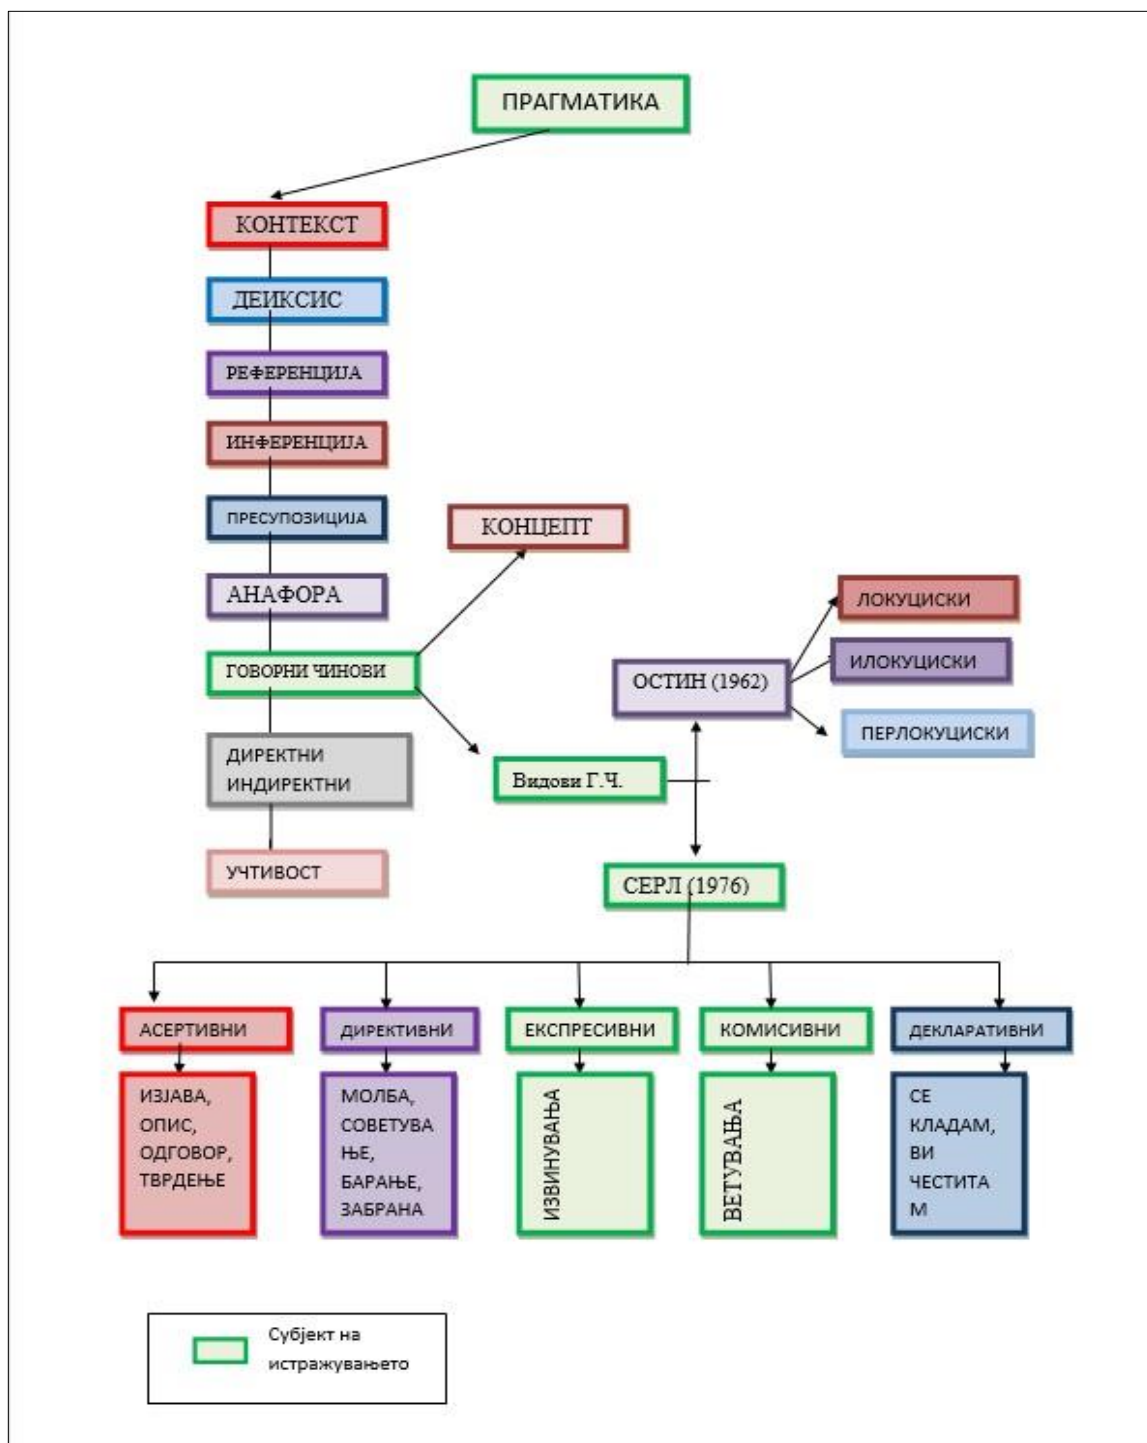 ПРАГМАТИКА
КОНТЕКСТ
ДЕИКСИС
РЕФЕРЕНЦИЈА
ИНФЕРЕНЦИЈА
ПРЕСУПОЗИЦИЈА
АНАФОРА
ГОВОРНИ ЧИНОВИ
ДИРЕКТНИ
ИНДИРЕКТНИ
УЧТИВОСТ
КОНЦЕПТ
Видови Г.Ч.
ОСТИН (1962)
ЛОКУЦИСКИ
ИЛОКУЦИСКИ
ПЕРЛОКУЦИСКИ
СЕРЛ (1976)
АСЕРТИВНИ
ДИРЕКТИВНИ
ЕКСПРЕСИВНИ
КОМИСИВНИ
ДЕКЛАРАТИВНИ
ИЗЈАВА,
ОПИС,
ОДГОВОР,
ТВРДЕЊЕ
МОЛБА,
СОВЕТУВА
ЊЕ,
БАРАЊЕ,
ЗАБРАНА
ИЗВИНУВАЊА
ВЕТУВАЊА
СЕ
КЛАДАМ,
ВИ
ЧЕСТИТА
М
Субјект на
истражувањето